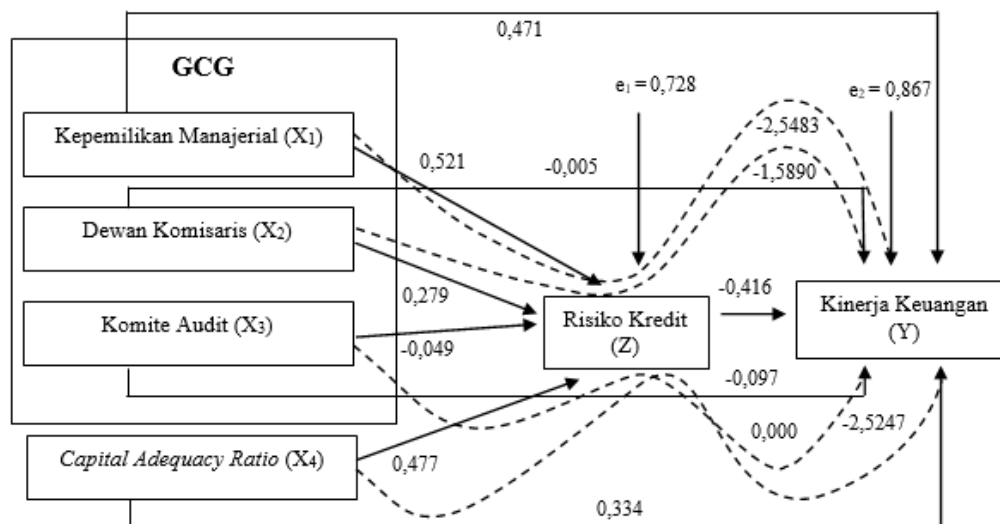 0,471
GCG
e₁ = 0,728
e₂ = 0,867
Kepemilikan Manajerial (X₁)
-2,5483
0,521
-0,005
-1,5890
Dewan Komisaris (X₂)
-0,416
0,279
Risiko Kredit
(Z)
Kinerja Keuangan
(Y)
Komite Audit (X₃)
-0,049
-0,097
0,000
-2,5247
Capital Adequacy Ratio (X₄)
0,477
0,334